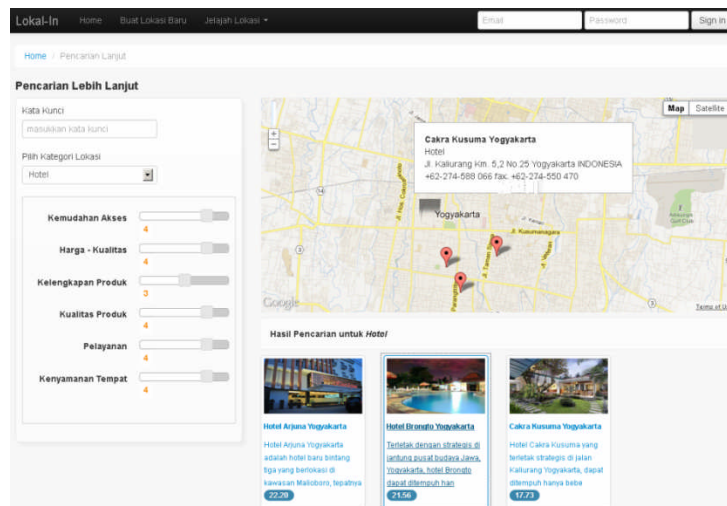 Lokal-In Home Buat Lokasi Baru Jelajah Lokasi Email Password Sign in
Home / Pencarian Lanjut
Pencarian Lebih Lanjut
Kata Kunci
masukkan kata kunci
Pilih Kategori Lokasi
Hotel
Kemudahan Akses
4
Harga - Kualitas
4
Kelengkapan Produk
3
Kualitas Produk
4
Pelayanan
4
Kenyamanan Tempat
4
Map Satellite
Cakra Kusuma Yogyakarta
Hotel
Jl. Kaliurang Km. 5,2 No.25 Yogyakarta INDONESIA
+62-274-588 066 fax. +62-274-550 470
Yogyakarta
Jl. Kusumanegara
Google
Terms of U
Hasil Pencarian untuk Hotel
Hotel Arjuna Yogyakarta
Hotel Arjuna Yogyakarta
adalah hotel baru bintang
tiga yang berlokasi di
kawasan Malioboro, tepatnya
22.20
Hotel Brongto Yogyakarta
Terletak dengan strategis di
jantung pusat budaya Jawa,
Yogyakarta, hotel Brongto
dapat ditempuh han
21.56
Cakra Kusuma Yogyakarta
Hotel Cakra Kusuma yang
terletak strategis di jalan
Kaliurang Yogyakarta, dapat
ditempuh hanya bebe
17.73